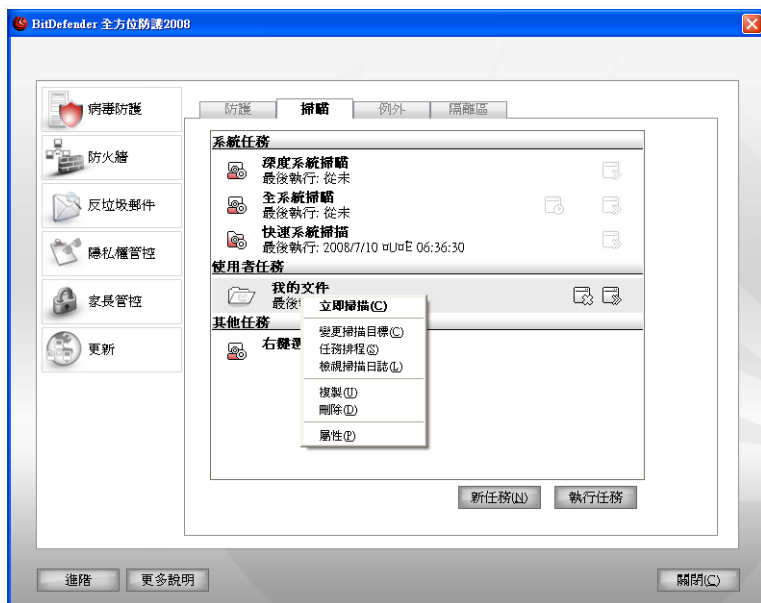 BitDefender 全方位防護2008
病毒防護
防火牆
反垃圾郵件
隱私權管控
家長管控
更新
防護
掃瞄
例外
隔離區
系統任務
深度系統掃瞄
最後執行: 從未
全系統掃瞄
最後執行: 從未
快速系統掃描
最後執行: 2008/7/10 ¤U¤È 06:36:30
使用者任務
我的文件
最後
其他任務
右鍵選
立即掃描(C)
變更掃描目標(C)
任務排程(S)
檢視掃描日誌(L)
複製(U)
刪除(D)
屬性(P)
新任務(N)
執行任務
進階
更多說明
關閉(C)